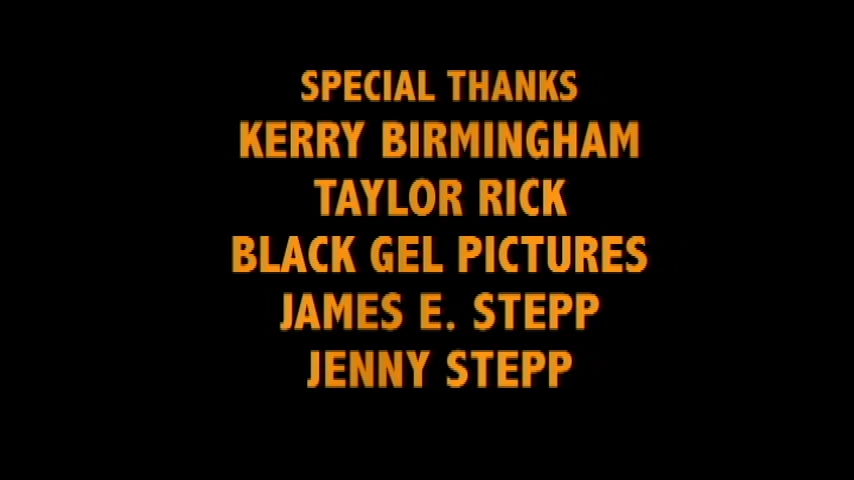 SPECIAL THANKS
KERRY BIRMINGHAM
TAYLOR RICK
BLACK GEL PICTURES
JAMES E. STEPP
JENNY STEPP